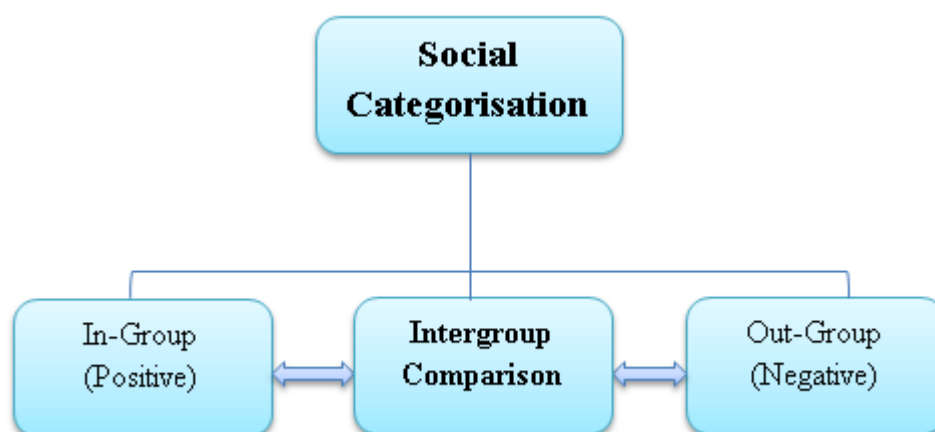 Social
Categorisation
In-Group
(Positive)
Intergroup
Comparison
Out-Group
(Negative)